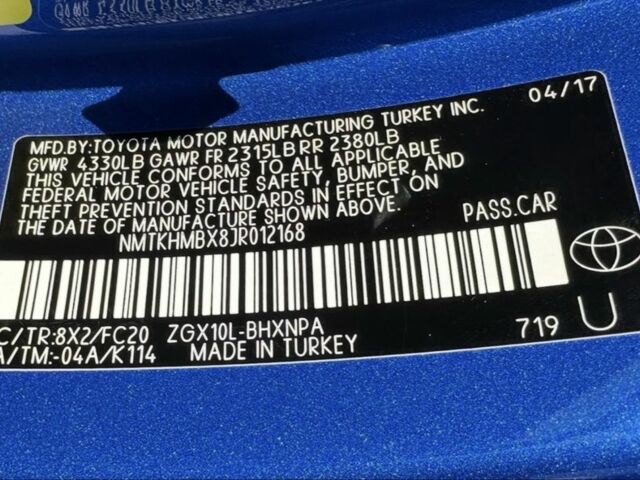 MFD.BY:TOYOTA MOTOR MANUFACTURING TURKEY INC. 04/17
GVWR 4330LB GAWR FR 2315LB RR 2380LB
THIS VEHICLE CONFORMS TO ALL APPLICABLE
FEDERAL MOTOR VEHICLE SAFETY, BUMPER, AND
THEFT PREVENTION STANDARDS IN EFFECT ON
THE DATE OF MANUFACTURE SHOWN ABOVE.
NMTKHMBX8JR012168 PASS.CAR
C/TR:8X2/FC20 ZGX10L-BHXNPA 719 U
A/TM:-04A/K114 MADE IN TURKEY